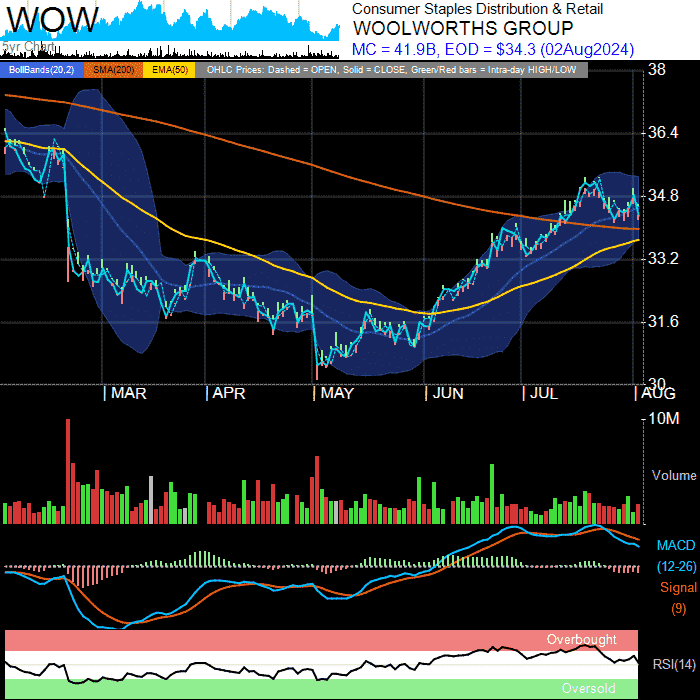 WOW
5yr Chart
Consumer Staples Distribution & Retail
WOOLWORTHS GROUP
MC = 41.9B, EOD = $34.3 (02Aug2024)
BollBands(20,2) SMA(200) EMA(50) OHLC Prices: Dashed = OPEN, Solid = CLOSE, Green/Red bars = Intra-day HIGH/LOW
38
36.4
34.8
33.2
31.6
30
MAR APR MAY JUN JUL AUG
10M
Volume
MACD
(12-26)
Signal
(9)
Overbought
RSI(14)
Oversold